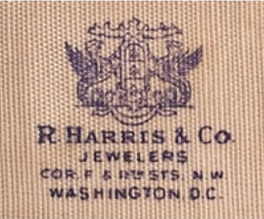 R. HARRIS & CO.
JEWELERS
COR. F & 11TH STS. N.W.
WASHINGTON, D.C.